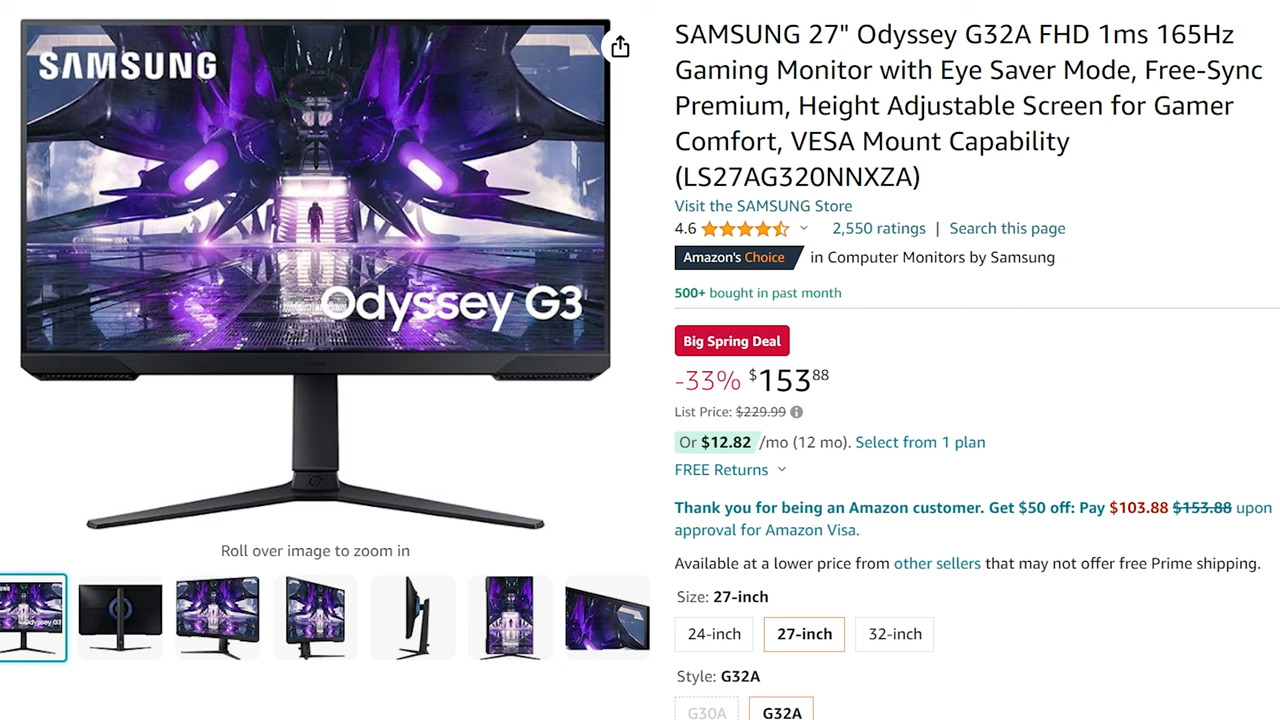 SAMSUNG
Odyssey G3
Roll over image to zoom in
SAMSUNG 27" Odyssey G32A FHD 1ms 165Hz
Gaming Monitor with Eye Saver Mode, Free-Sync
Premium, Height Adjustable Screen for Gamer
Comfort, VESA Mount Capability
(LS27AG320NNXZA)
Visit the SAMSUNG Store
4.6 2,550 ratings | Search this page
Amazon's Choice in Computer Monitors by Samsung
500+ bought in past month
Big Spring Deal
-33% $153 88
List Price: $229.99
Or $12.82 /mo (12 mo). Select from 1 plan
FREE Returns
Thank you for being an Amazon customer. Get $50 off: Pay $103.88 $153.88 upon
approval for Amazon Visa.
Available at a lower price from other sellers that may not offer free Prime shipping.
Size: 27-inch
24-inch 27-inch 32-inch
Style: G32A
G30A G32A